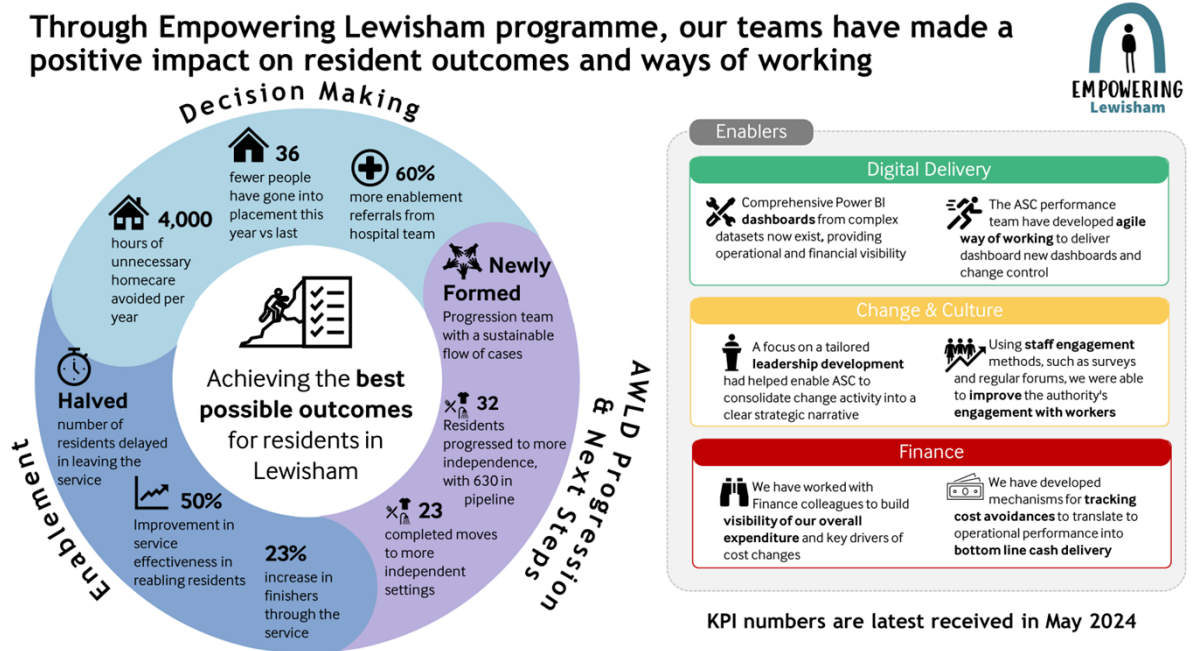 Through Empowering Lewisham programme, our teams have made a
positive impact on resident outcomes and ways of working
EMPOWERING
Lewisham
Decision Making
4,000
hours of
unnecessary
homecare
avoided per
year
36
fewer people
have gone into
placement this
year vs last
60%
more enablement
referrals from
hospital team
Newly
Formed
Progression team
with a sustainable
flow of cases
32
Residents
progressed to more
independence,
with 630 in
pipeline
23
completed moves
to more
independent
settings
AWLD Progression
& Next Steps
Enablement
Halved
number of
residents delayed
in leaving the
service
50%
Improvement in
service
effectiveness in
reabling residents
23%
increase in
finishers
through the
service
Achieving the best
possible outcomes
for residents in
Lewisham
Enablers
Digital Delivery
Comprehensive Power BI
dashboards from complex
datasets now exist, providing
operational and financial visibility
The ASC performance
team have developed agile
way of working to deliver
dashboard new dashboards and
change control
Change & Culture
A focus on a tailored
leadership development
had helped enable ASC to
consolidate change activity into a
clear strategic narrative
Using staff engagement
methods, such as surveys
and regular forums, we were able
to improve the authority's
engagement with workers
Finance
We have worked with
Finance colleagues to build
visibility of our overall
expenditure and key drivers of
cost changes
We have developed
mechanisms for tracking
cost avoidances to translate to
operational performance into
bottom line cash delivery
KPI numbers are latest received in May 2024